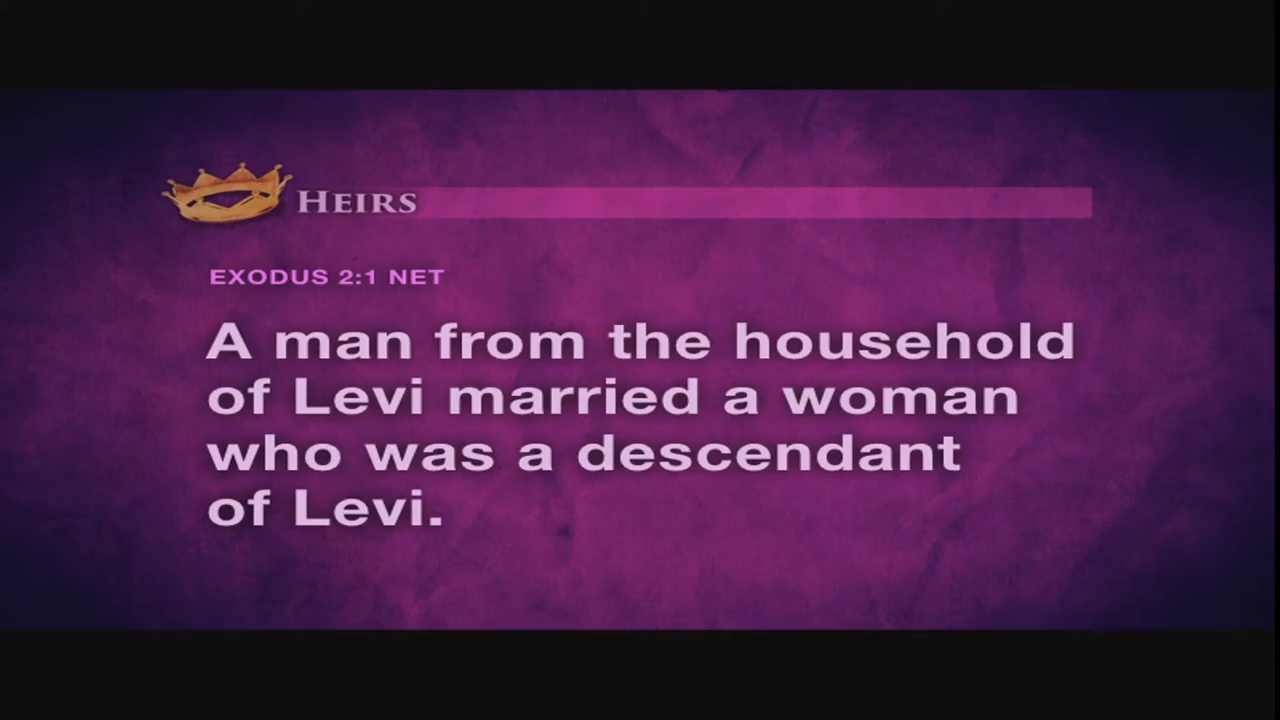 HEIRS
EXODUS 2:1 NET
A man from the household
of Levi married a woman
who was a descendant
of Levi.